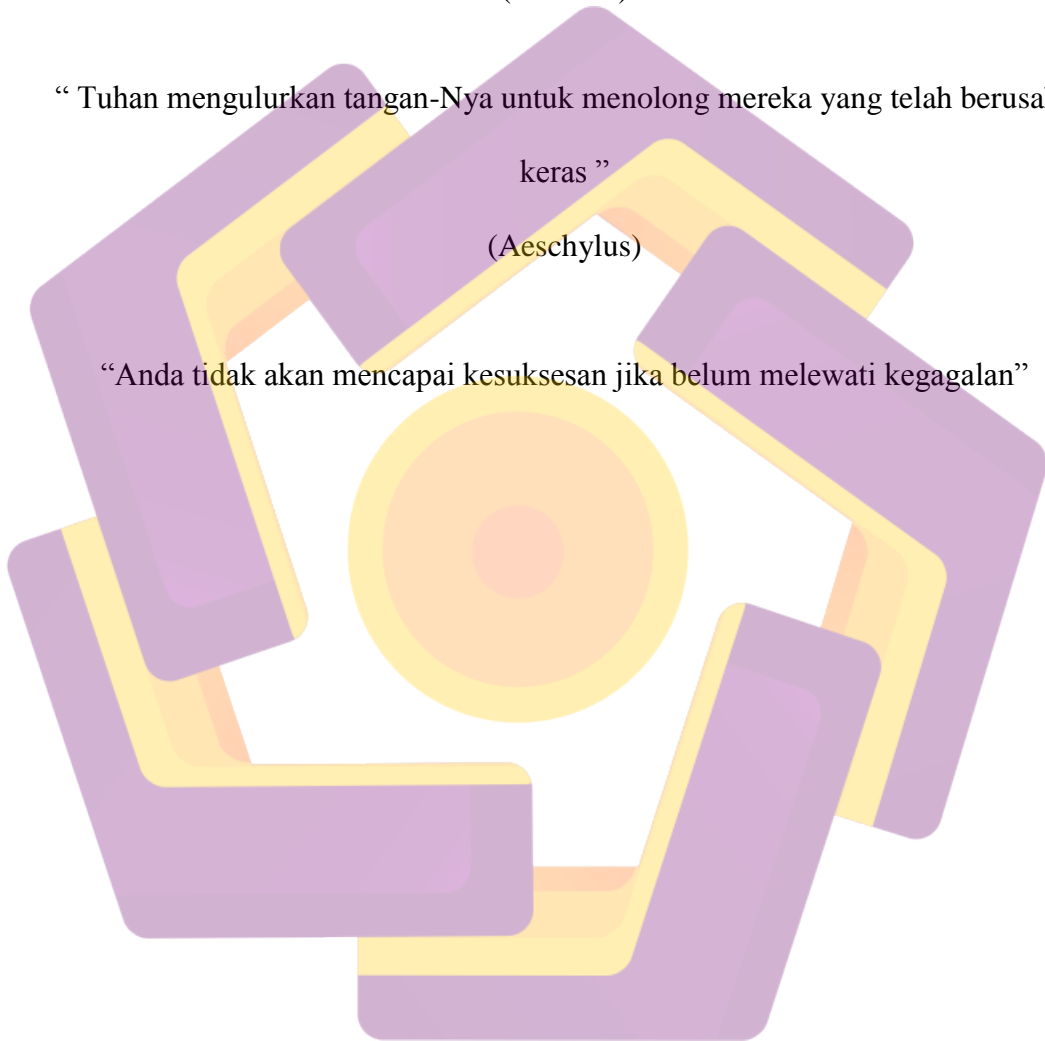 “ Tuhan mengulurkan tangan-Nya untuk menolong mereka yang telah
keras ”
(Aeschylus)
“Anda tidak akan mencapai kesuksesan jika belum melewati kegagalan”